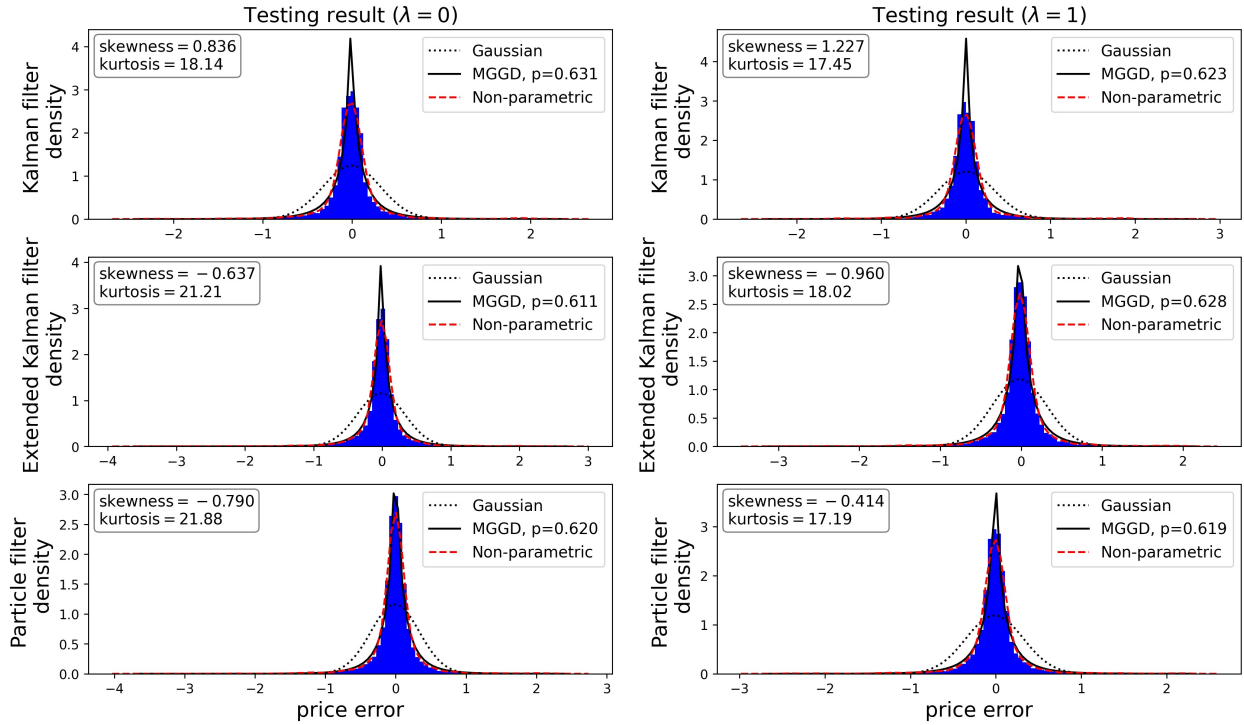 Testing result (λ = 0)
skewness = 0.836
kurtosis = 18.14
Gaussian
MGGD, p=0.631
Non-parametric
Kalman filter
density
4
3
2
1
0
−2
−1
0
1
2
Testing result (λ = 1)
skewness = 1.227
kurtosis = 17.45
Gaussian
MGGD, p=0.623
Non-parametric
Kalman filter
density
4
3
2
1
0
−2
−1
0
1
2
3
skewness = −0.637
kurtosis = 21.21
Gaussian
MGGD, p=0.611
Non-parametric
Extended Kalman filter
density
4
3
2
1
0
−4
−3
−2
−1
0
1
2
3
skewness = −0.960
kurtosis = 18.02
Gaussian
MGGD, p=0.628
Non-parametric
Extended Kalman filter
density
3.0
2.5
2.0
1.5
1.0
0.5
0.0
−3
−2
−1
0
1
2
skewness = −0.790
kurtosis = 21.88
Gaussian
MGGD, p=0.620
Non-parametric
Particle filter
density
3.0
2.5
2.0
1.5
1.0
0.5
0.0
−4
−3
−2
−1
0
1
2
3
price error
skewness = −0.414
kurtosis = 17.19
Gaussian
MGGD, p=0.619
Non-parametric
Particle filter
density
3
2
1
0
−3
−2
−1
0
1
2
price error